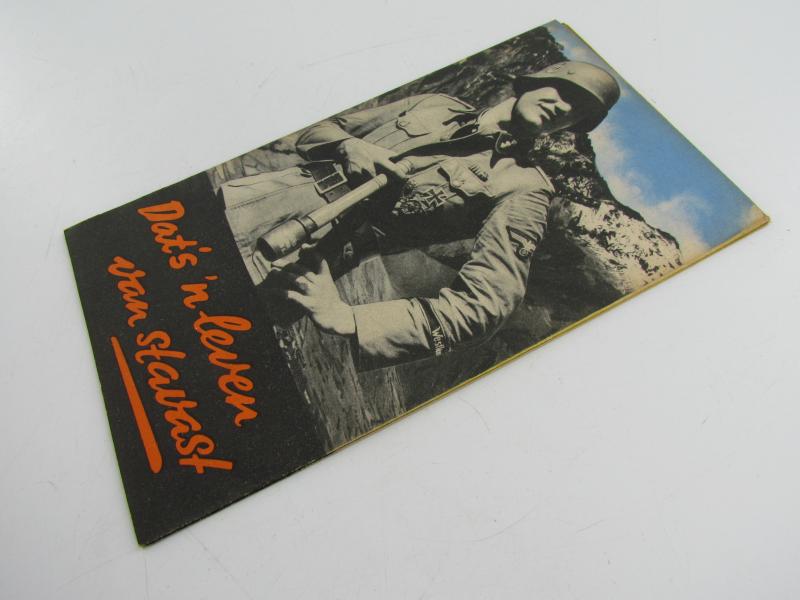 Dat's 'n leven
van stavast